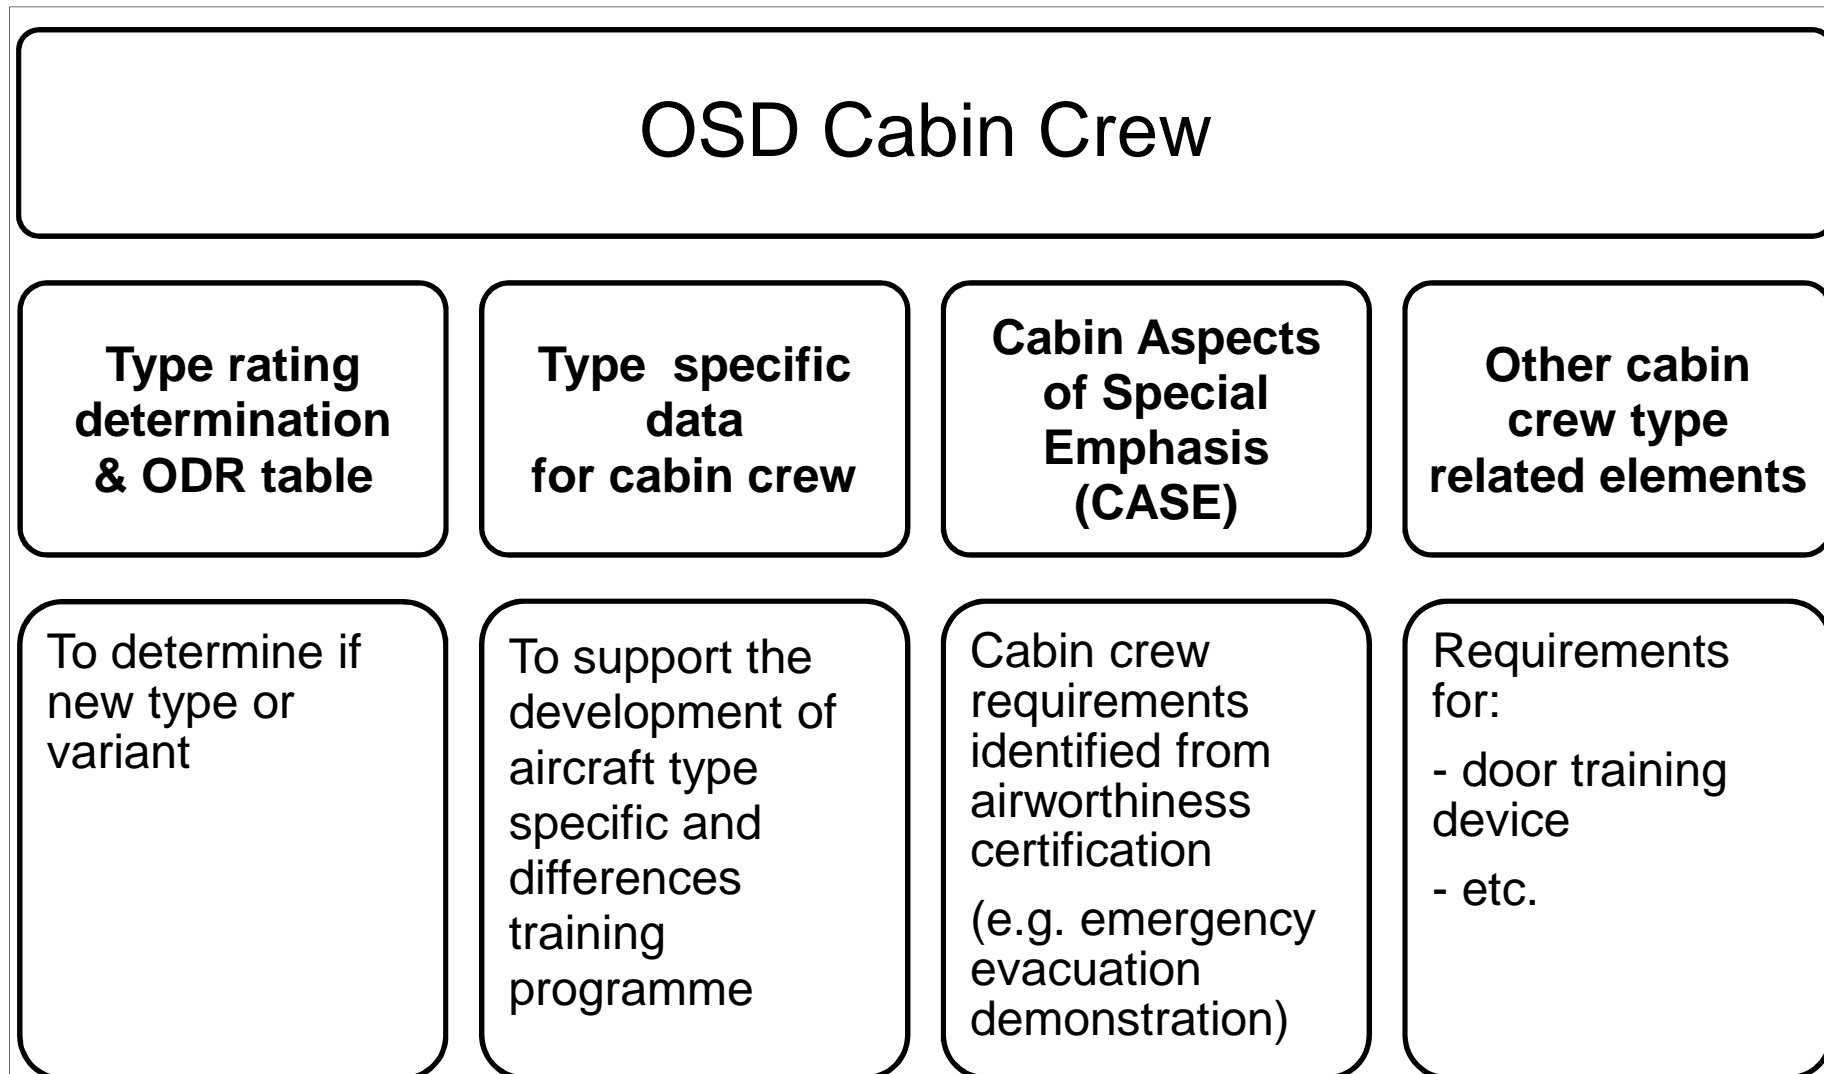 OSD Cabin Crew
Type rating
determination
& ODR table
Type specific
data
for cabin crew
Cabin Aspects
of Special
Emphasis
(CASE)
Other cabin
crew type
related elements
To determine if
new type or
variant
To support the
development of
aircraft type
specific and
differences
training
programme
Cabin crew
requirements
identified from
airworthiness
certification
(e.g. emergency
evacuation
demonstration)
Requirements
for:
- door training
device
- etc.